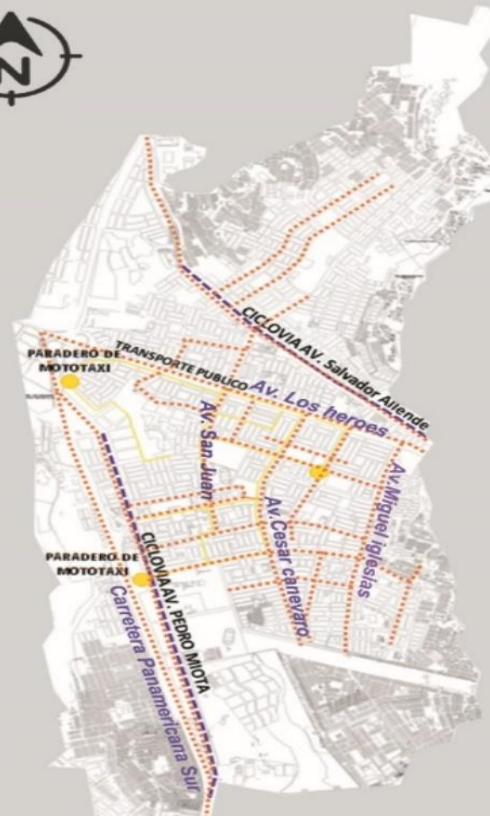 N
CICLOVIA AV. Salvador Allende
PARADERO DE
MOTOTAXI
TRANSPORTE PUBLICO
Av. Los heroes
Av. San Juan
Av. Miguel iglesias
Av. Cesar canevaro
PARADERO DE
MOTOTAXI
CICLOVIA AV. PEDRO MIOTA
Carretera Panamericana Sur